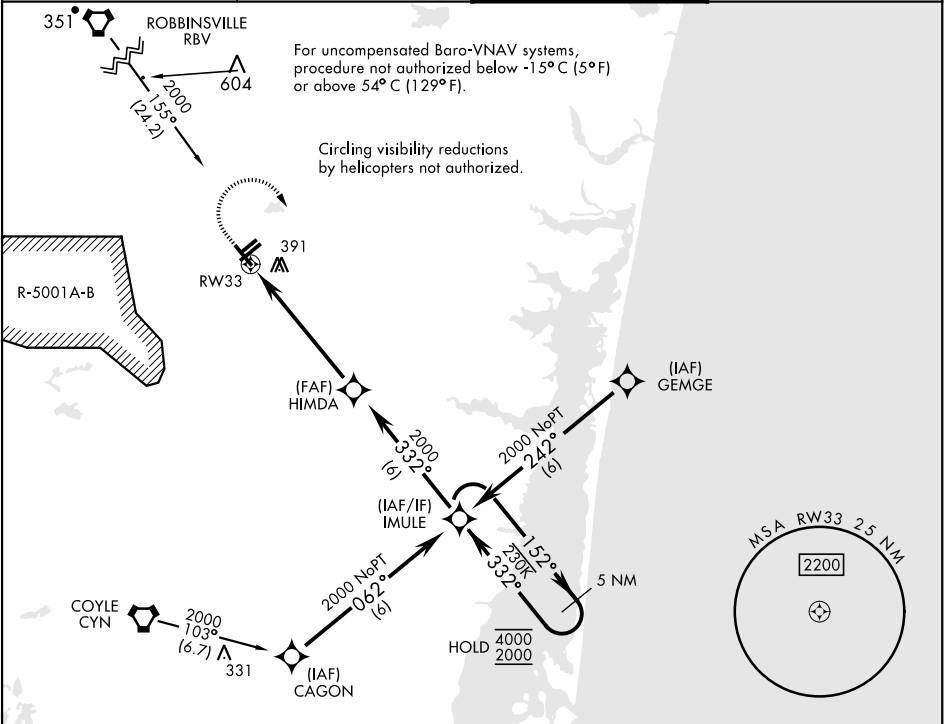 351
ROBBINSVILLE
RBV
604
2000
155°
(24.2)
For uncompensated Baro-VNAV systems,
procedure not authorized below -15°C (5°F)
or above 54°C (129°F).
Circling visibility reductions
by helicopters not authorized.
391
RW33
R-5001A-B
(FAF)
HIMDA
(IAF)
GEMGE
2000 NoPT
242°
(6)
2000
332°
(6)
(IAF/IF)
IMULE
152°
230K
332°
5 NM
HOLD
4000
2000
2000 NoPT
062°
(6)
COYLE
CYN
2000
103°
(6.7)
331
(IAF)
CAGON
MSA RW33 25 NM
2200